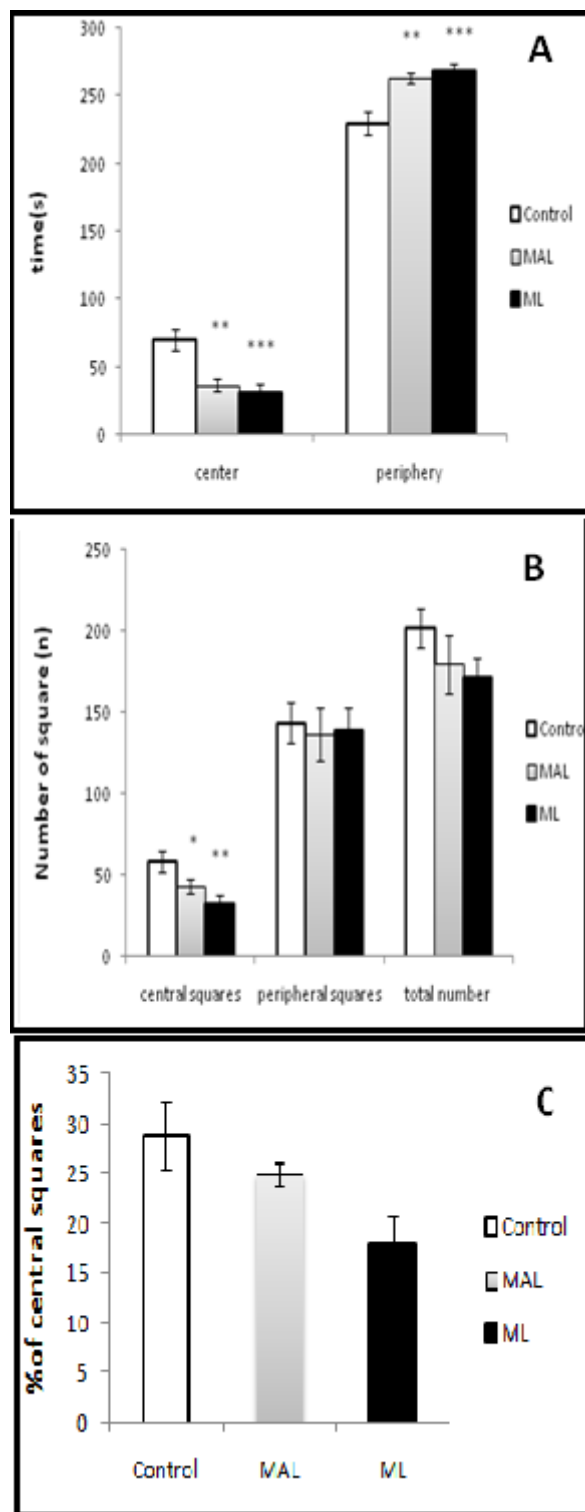 A
300
250
200
150
100
50
0
time(s)
** ***
** ***
center periphery
Control
MAL
ML
B
250
200
150
100
50
0
Number of square (n)
* **
central squares peripheral squares total number
Contro
MAL
ML
C
35
30
25
20
15
10
5
0
%of central squares
Control MAL ML
Control
MAL
ML